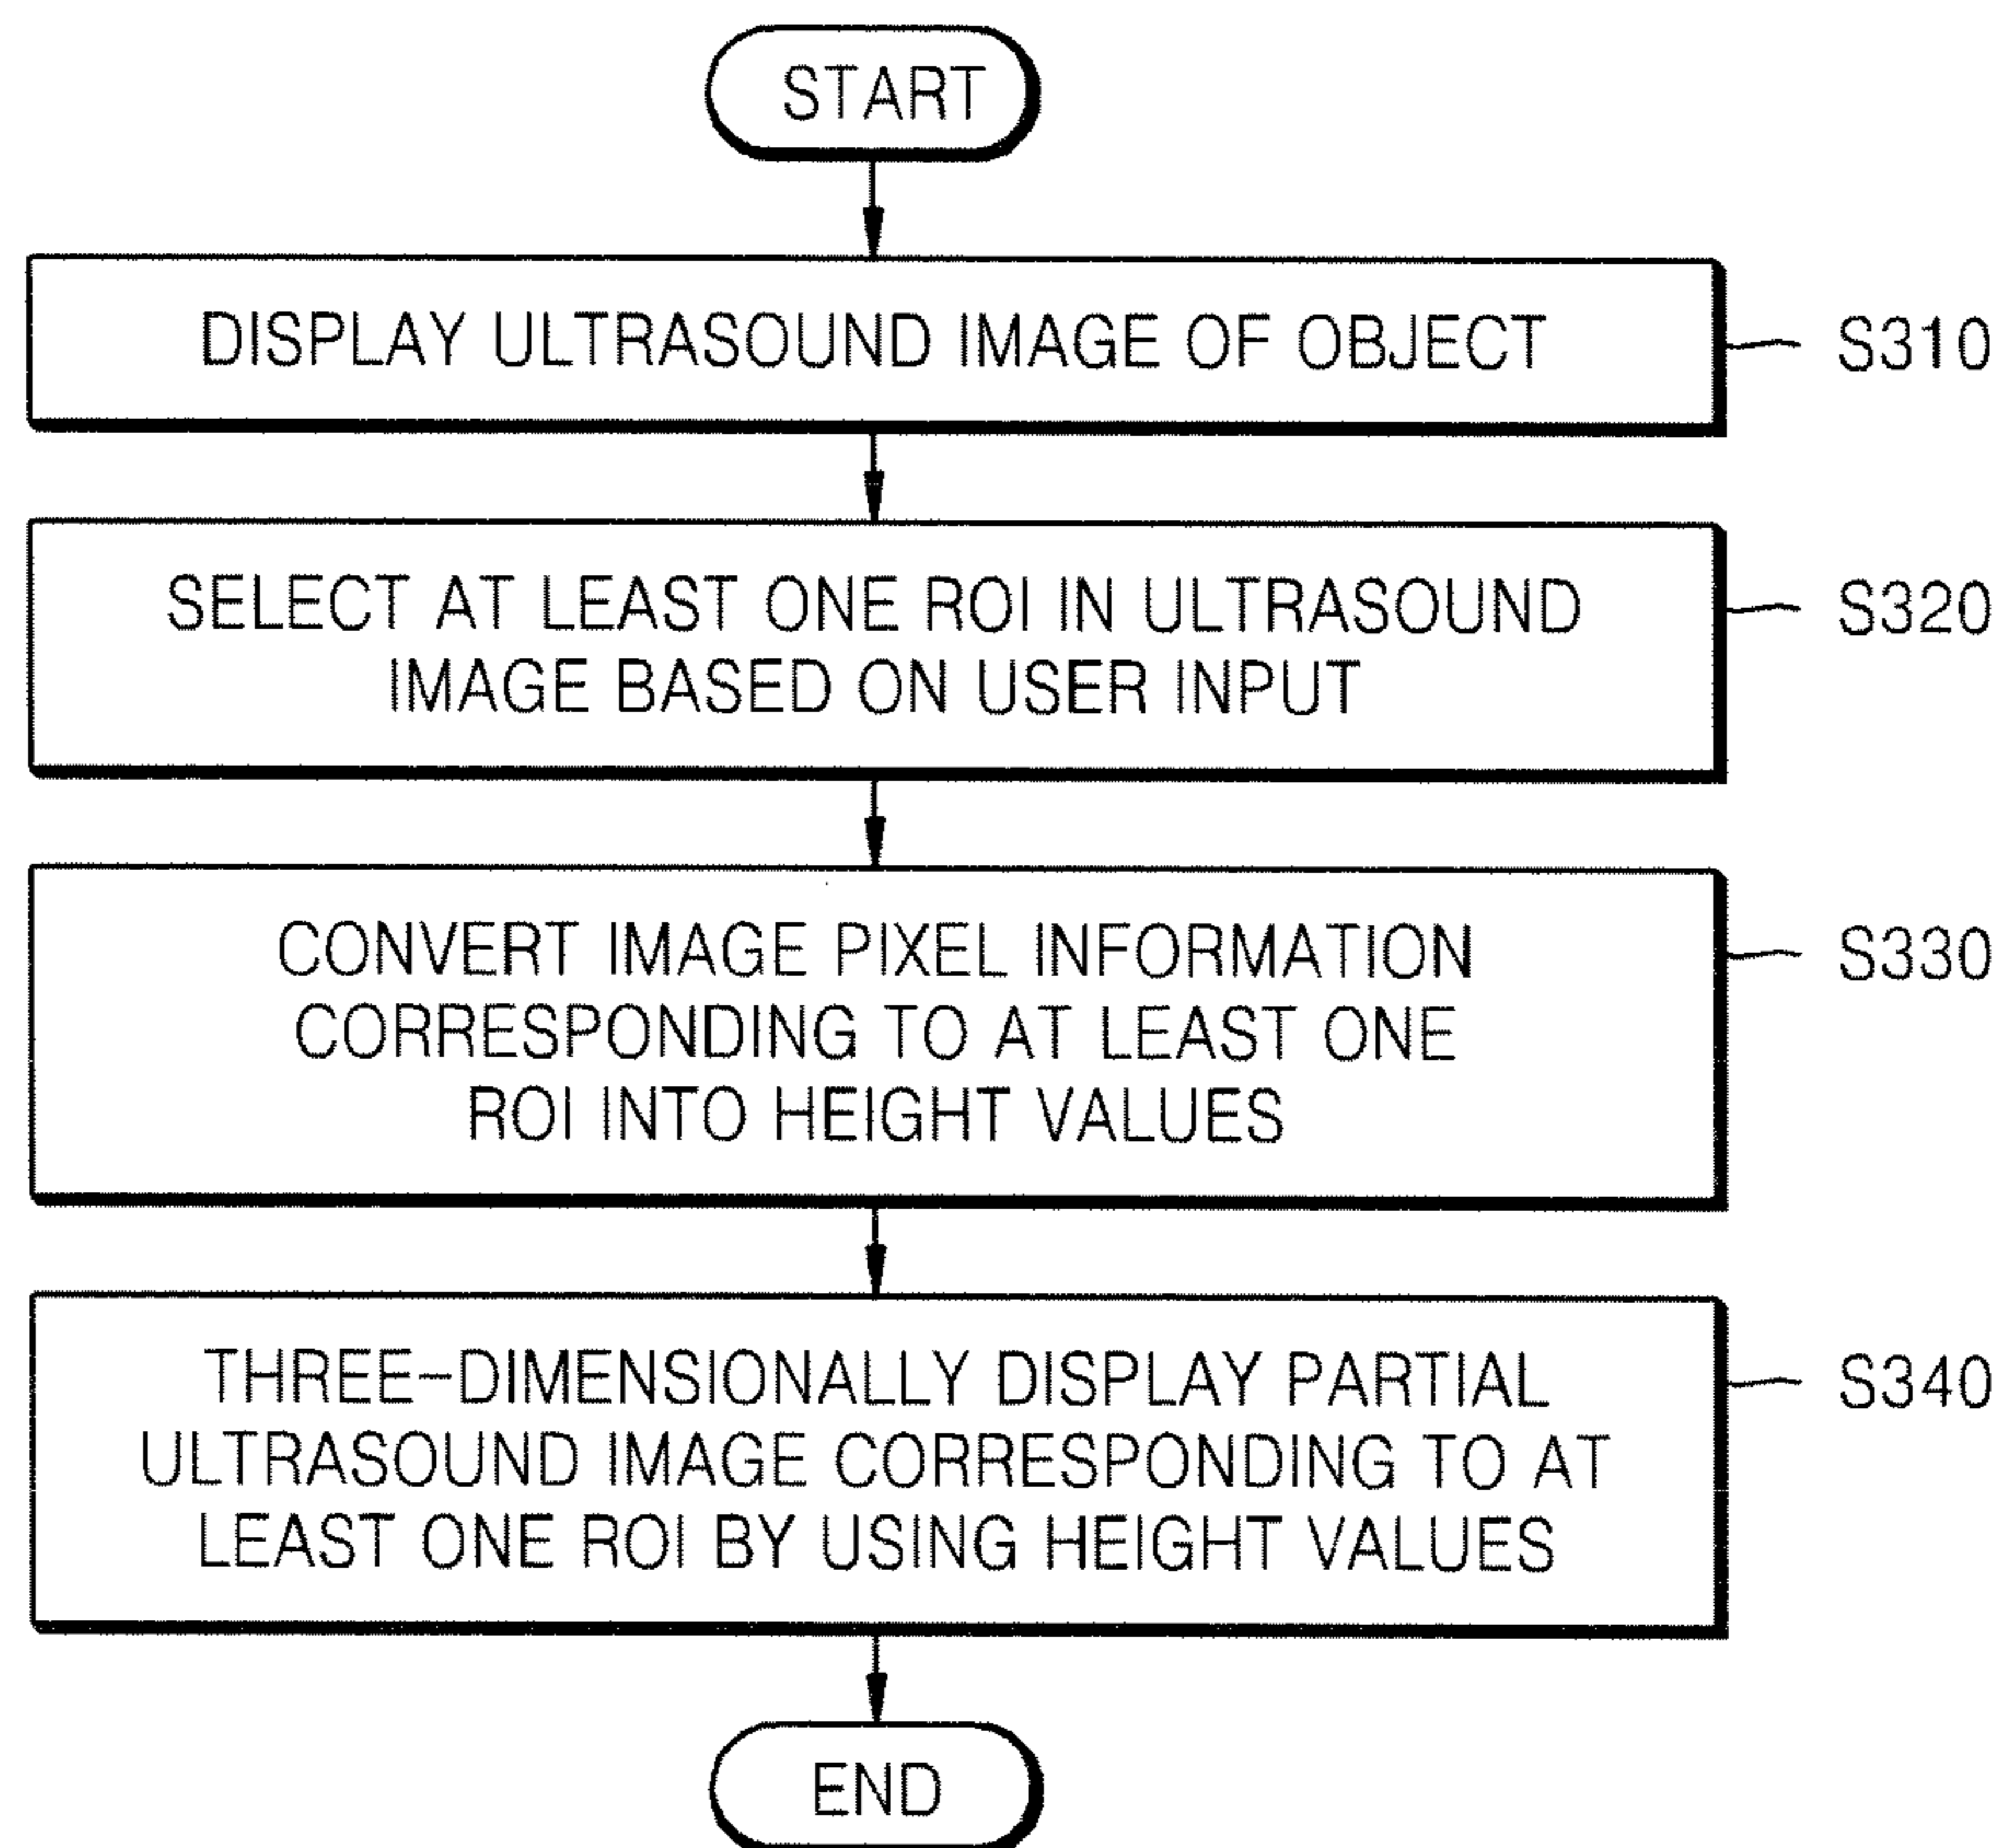 START
DISPLAY ULTRASOUND IMAGE OF OBJECT
S310
SELECT AT LEAST ONE ROI IN ULTRASOUND
IMAGE BASED ON USER INPUT
S320
CONVERT IMAGE PIXEL INFORMATION
CORRESPONDING TO AT LEAST ONE
ROI INTO HEIGHT VALUES
S330
THREE-DIMENSIONALLY DISPLAY PARTIAL
ULTRASOUND IMAGE CORRESPONDING TO AT
LEAST ONE ROI BY USING HEIGHT VALUES
S340
END